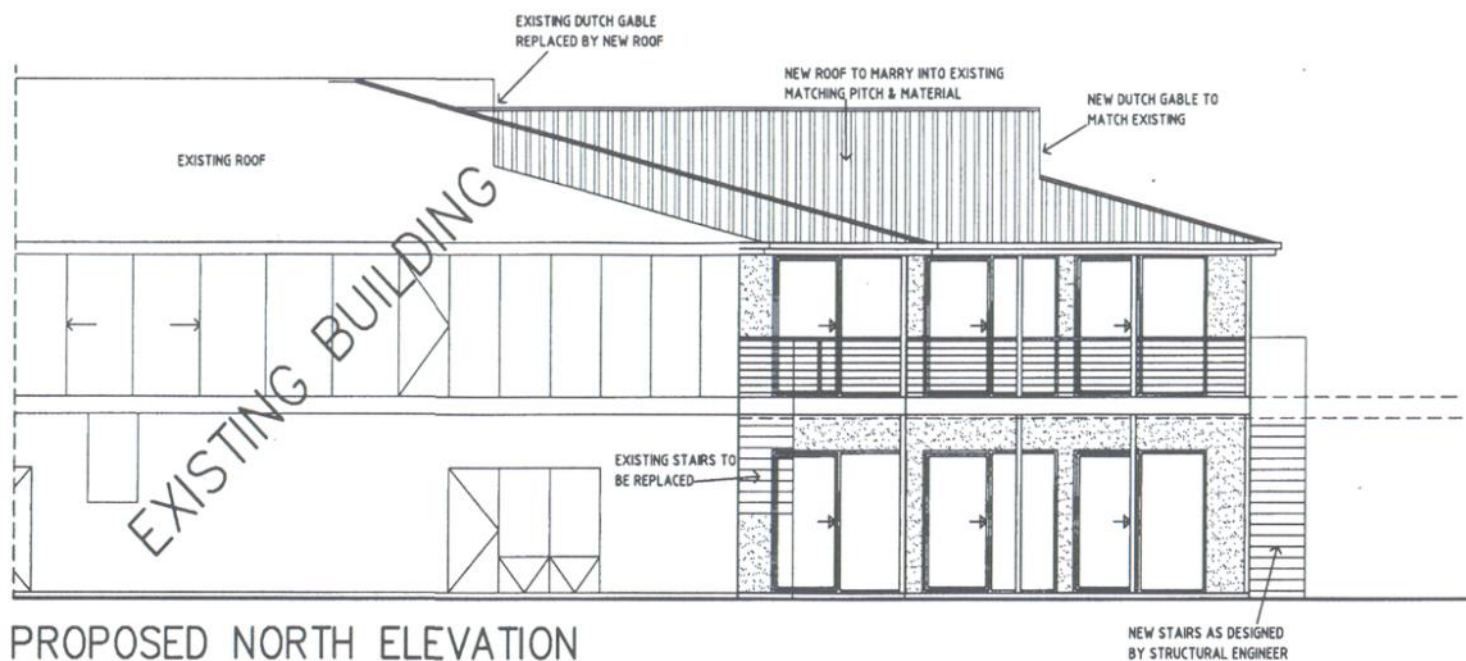 EXISTING DUTCH GABLE
REPLACED BY NEW ROOF
NEW ROOF TO MARRY INTO EXISTING
MATCHING PITCH & MATERIAL
NEW DUTCH GABLE TO
MATCH EXISTING
EXISTING ROOF
EXISTING BUILDING
EXISTING STAIRS TO
BE REPLACED
PROPOSED NORTH ELEVATION
NEW STAIRS AS DESIGNED
BY STRUCTURAL ENGINEER